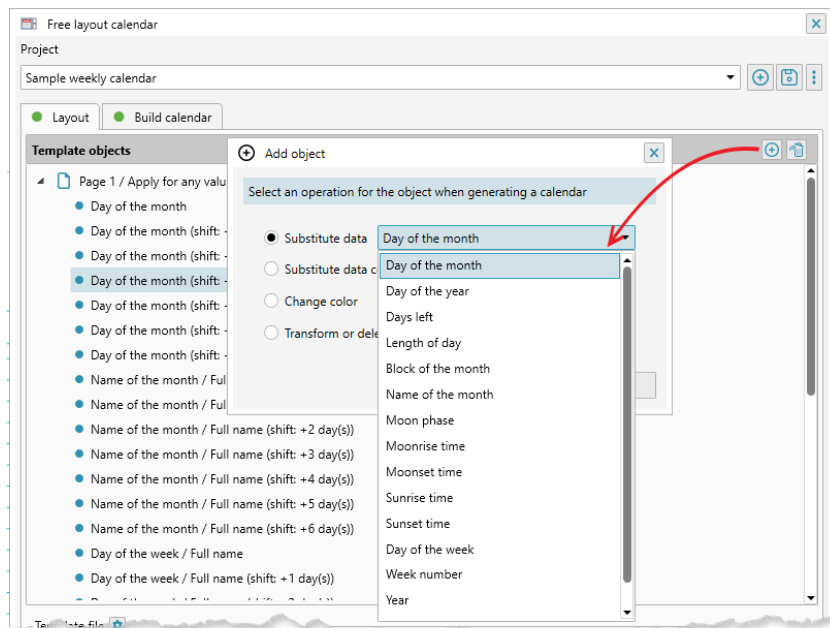 Free layout calendar
Project
Sample weekly calendar
Layout
Build calendar
Template objects
Add object
Page 1 / Apply for any valu
Select an operation for the object when generating a calendar
Day of the month
Day of the month (shift: -
Day of the month (shift:
Day of the month (shift: -
Day of the month (shift:
Day of the month (shift: -
Day of the month (shift: -
Name of the month / Ful
Name of the month / Ful
Name of the month / Full name (shift: +2 day(s))
Name of the month / Full name (shift: +3 day(s))
Name of the month / Full name (shift: +4 day(s))
Name of the month / Full name (shift: +5 day(s))
Name of the month / Full name (shift: +6 day(s))
Day of the week / Full name
Day of the week / Full name (shift: +1 day(s))
Substitute data
Day of the month
Substitute data c
Change color
Transform or dele
Day of the month
Day of the year
Days left
Length of day
Block of the month
Name of the month
Moon phase
Moonrise time
Moonset time
Sunrise time
Sunset time
Day of the week
Week number
Year